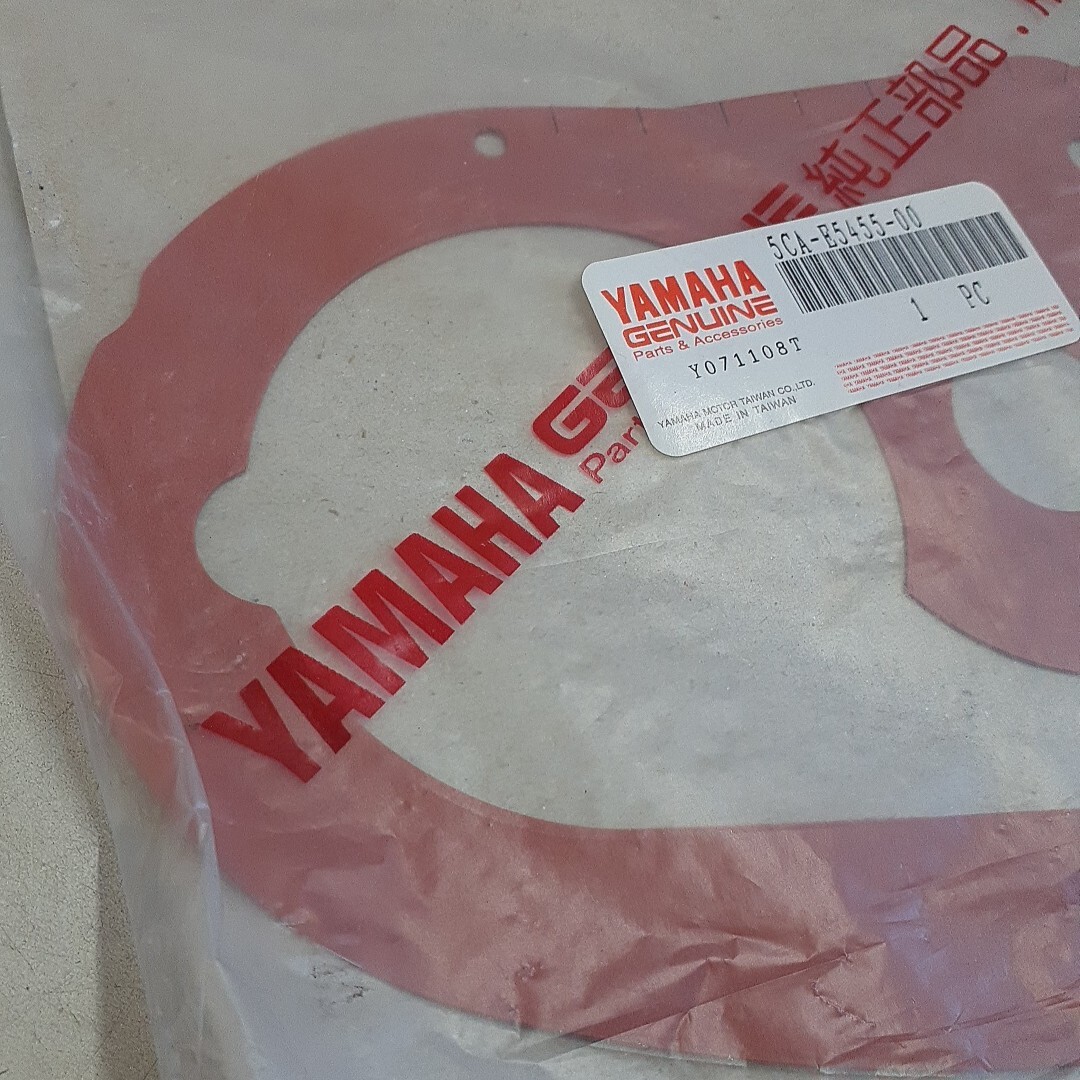 純正部品.
YAMAHA GENUINE
Parts
5CA-E5455-00
YAMAHA
GENUINE
Parts & Accessories
1 PC
Y071108T
YAMAHA MOTOR TAIWAN CO.,LTD.
MADE IN TAIWAN